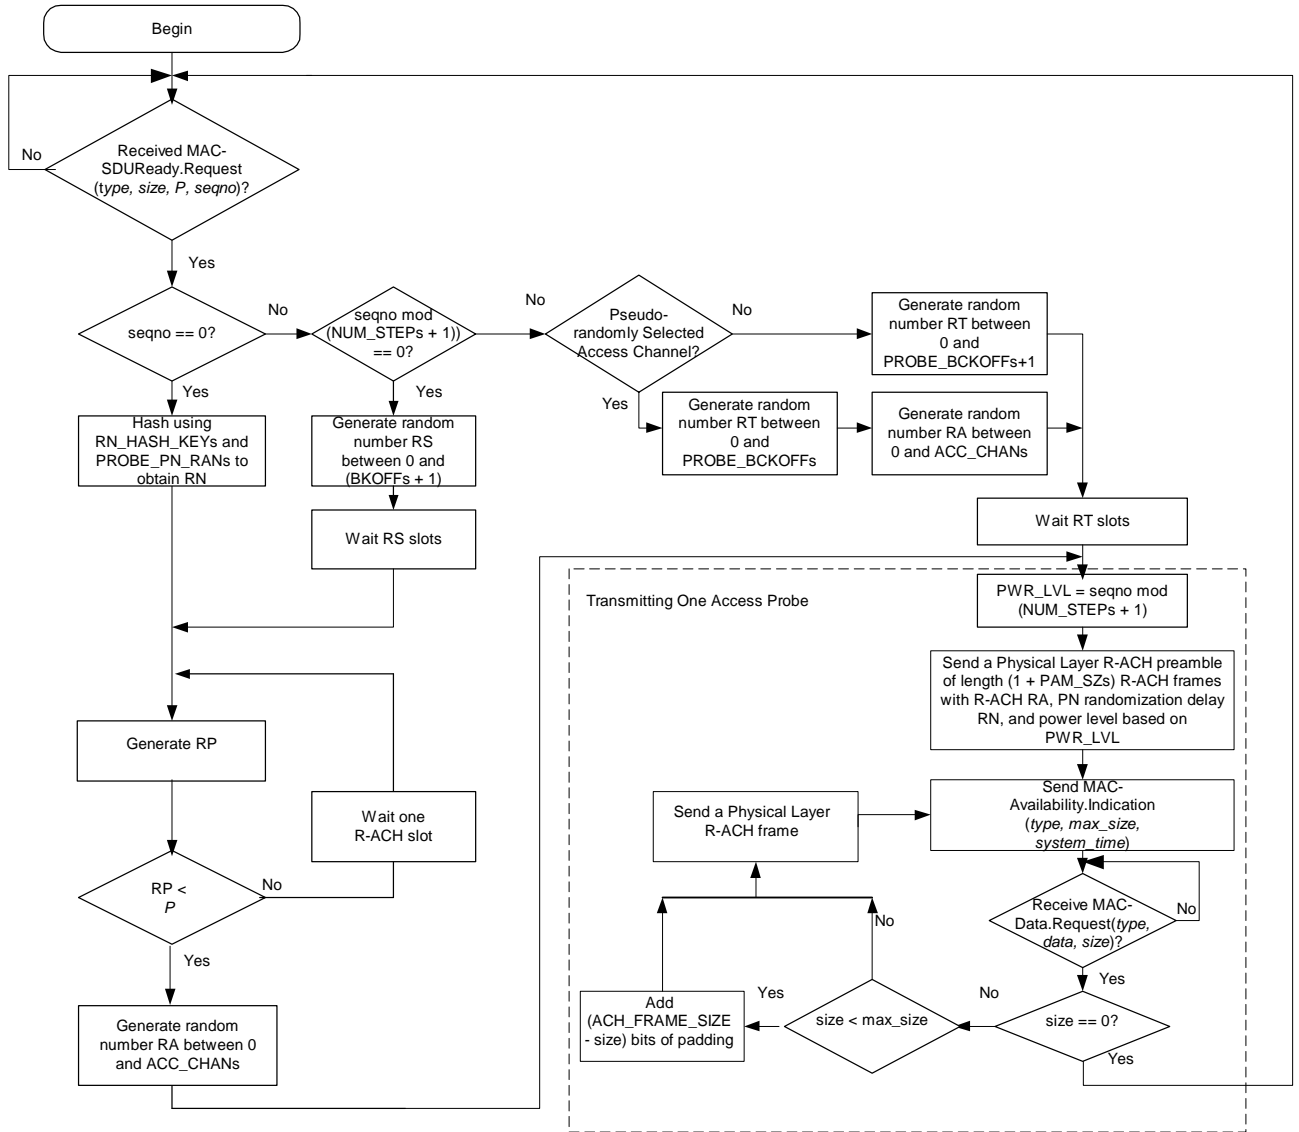 Begin
No
Received MAC-
SDUReady.Request
(type, size, P, seqno)?
Yes
seqno == 0?
No
seqno mod
(NUM_STEPs + 1))
== 0?
No
Pseudo-
randomly Selected
Access Channel?
No
Generate random
number RT between
0 and
PROBE_BCKOFFs+1
Yes
Yes
Yes
Hash using
RN_HASH_KEYs and
PROBE_PN_RANs to
obtain RN
Generate random
number RS
between 0 and
(BKOFFs + 1)
Generate random
number RT between
0 and
PROBE_BCKOFFs
Generate random
number RA between
0 and ACC_CHANs
Wait RS slots
Wait RT slots
Transmitting One Access Probe
PWR_LVL = seqno mod
(NUM_STEPs + 1)
Send a Physical Layer R-ACH preamble
of length (1 + PAM_SZs) R-ACH frames
with R-ACH RA, PN randomization delay
RN, and power level based on
PWR_LVL
Generate RP
Wait one
R-ACH slot
Send a Physical Layer
R-ACH frame
Send MAC-
Availability.Indication
(type, max_size,
system_time)
RP <
P
No
Receive MAC-
Data.Request(type,
data, size)?
No
No
Yes
Yes
Generate random
number RA between 0
and ACC_CHANs
Add
(ACH_FRAME_SIZE
- size) bits of padding
Yes
size < max_size
No
size == 0?
Yes